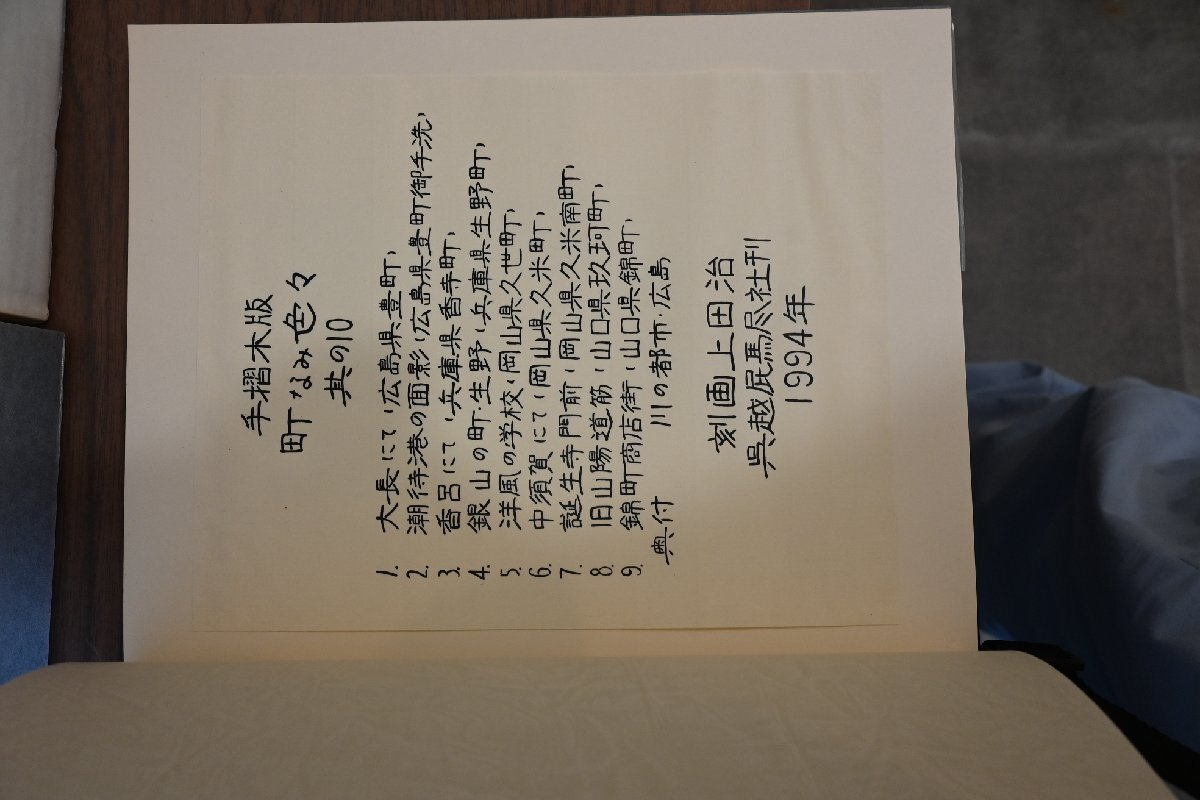 手摺木版
町なみ色々
其の10
1. 大長にて(広島県豊町)
2. 潮待港の面影(広島県豊町御手洗)
3. 香呂にて(兵庫県香寺町)
4. 銀山の町・生野(兵庫県生野町)
5. 洋風の学校(岡山県久世町)
6. 中須賀にて(岡山県久米町)
7. 誕生寺門前(岡山県久米南町)
8. 旧山陽道筋(山口県玖珂町)
9. 錦町商店街(山口県錦町)
奥付 川の都市・広島
刻画上田治
呉越屁馬尽社刊
1994年